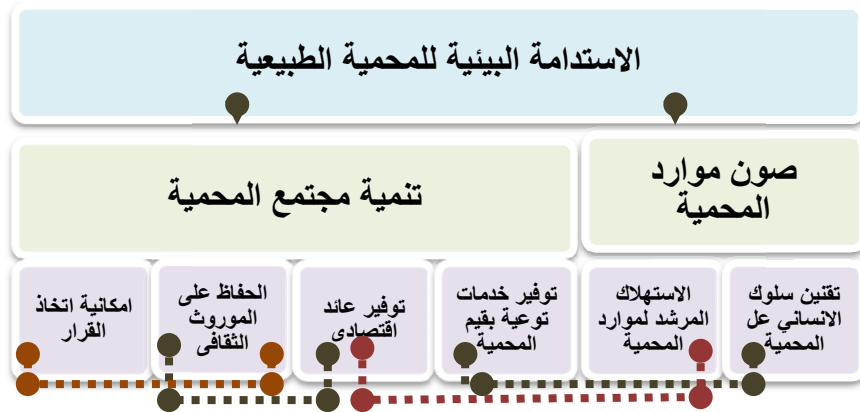 الاستدامة البيئية للمحمية الطبيعية
صون موارد
المحمية
تنمية مجتمع المحمية
تقنين سلوك
الانساني عل
المحمية
الاستهلاك
المرشد لموارد
المحمية
توفير خدمات
توعية بقيم
المحمية
توفير عائد
اقتصادى
الحفاظ على
الموروث
الثقافى
امكانية اتخاذ
القرار